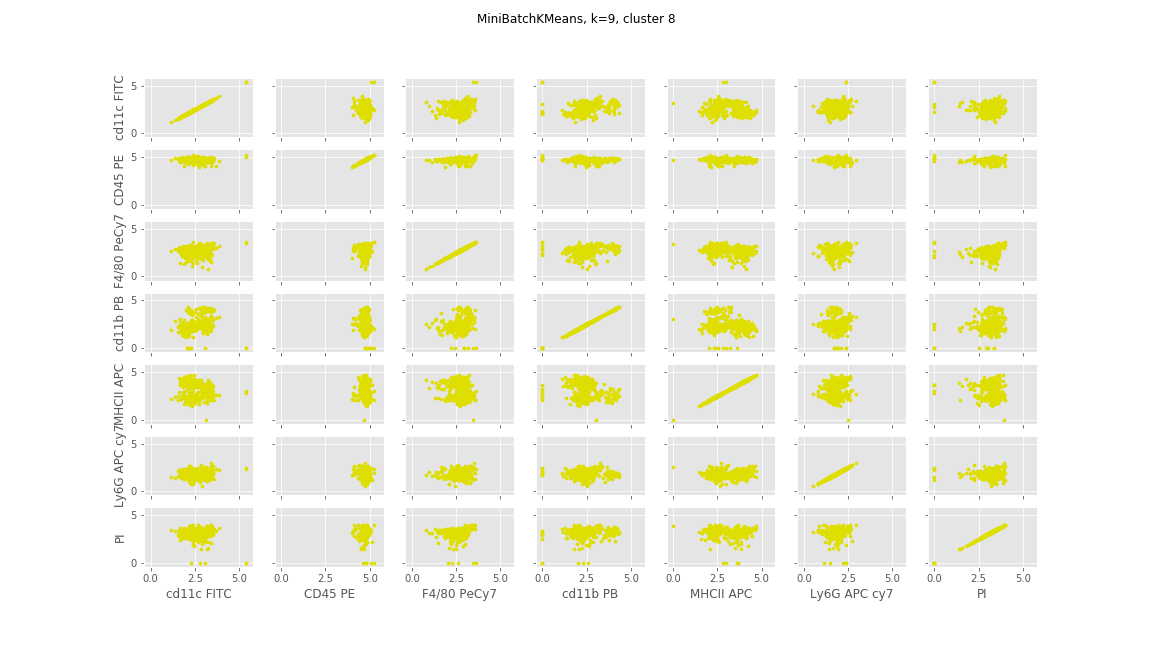 MiniBatchKMeans, k=9, cluster 8
cd11c FITC
5
0
CD45 PE
5
0
F4/80 PeCy7
5
0
cd11b PB
5
0
MHCII APC
5
0
Ly6G APC cy7
5
0
PI
5
0
0.0 2.5 5.0 0.0 2.5 5.0 0.0 2.5 5.0 0.0 2.5 5.0 0.0 2.5 5.0 0.0 2.5 5.0 0.0 2.5 5.0
cd11c FITC CD45 PE F4/80 PeCy7 cd11b PB MHCII APC Ly6G APC cy7 PI